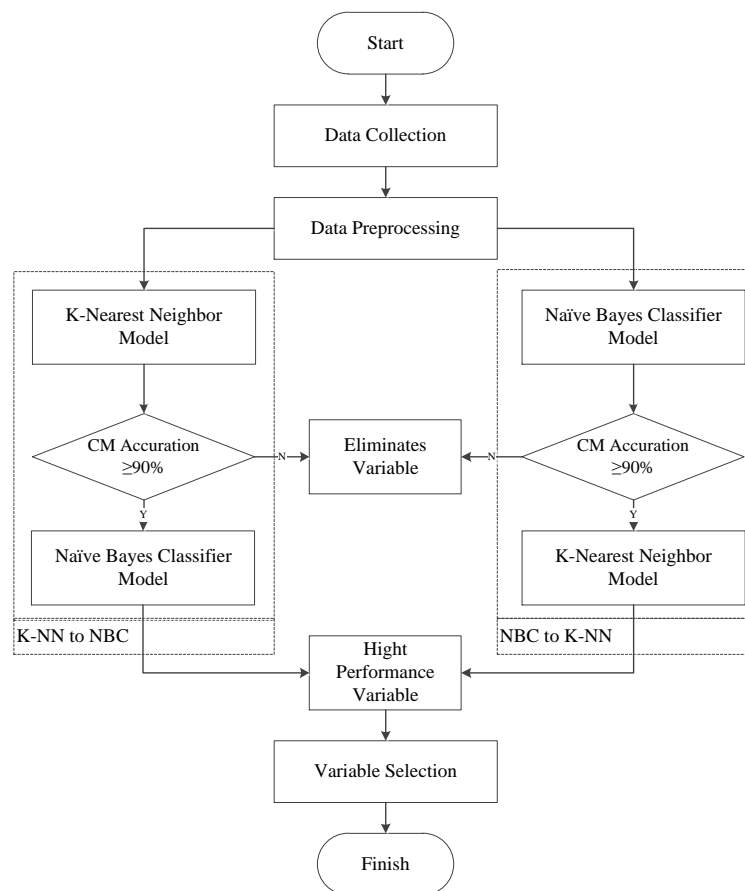 Start
Data Collection
Data Preprocessing
K-Nearest Neighbor
Model
Naïve Bayes Classifier
Model
CM Accuration
≥90%
N
Eliminates
Variable
N
CM Accuration
≥90%
Y
Y
Naïve Bayes Classifier
Model
K-Nearest Neighbor
Model
K-NN to NBC
NBC to K-NN
Hight
Performance
Variable
Variable Selection
Finish